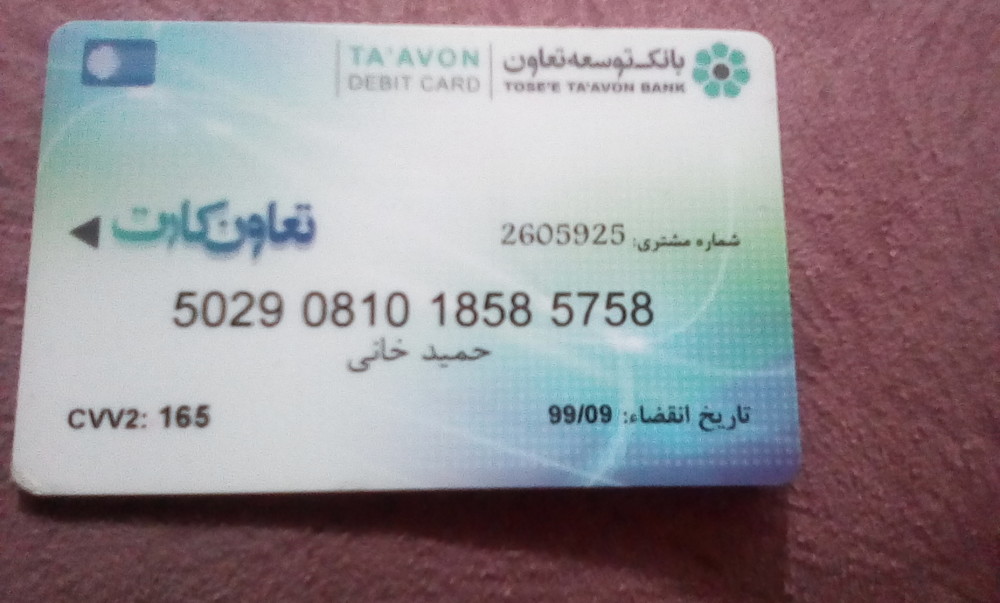 TA'AVON
DEBIT CARD
بانک توسعه تعاون
TOSE'E TA'AVON BANK
تعاون کارت
شماره مشتری: 2605925
5029 0810 1858 5758
حمید خانی
CVV2: 165
تاریخ انقضاء: 99/09